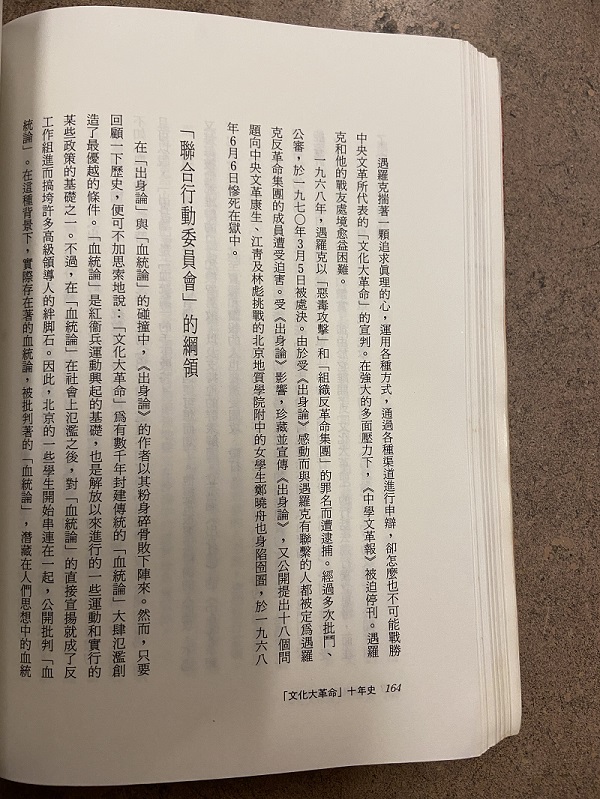 遇羅克揣著一顆追求眞理的心，運用各種方式，通過各種渠道進行申辯，卻怎麼也不可能戰勝
中央文革所代表的「文化大革命」的宣判。在強大的多面壓力下，《中學文革報》被迫停刊。遇羅
克和他的戰友處境愈益困難。
一九六八年，遇羅克以「惡毒攻擊」和「組織反革命集團」的罪名而遭逮捕。經過多次批鬥、
公審，於一九七〇年3月5日被處決。由於受《出身論》感動而與遇羅克有聯繫的人都被定爲遇羅
克反革命集團的成員遭受迫害。受《出身論》影響，珍藏並宣傳《出身論》，又公開提出十八個問
題向中央文革康生、江靑及林彪挑戰的北京地質學院附中的女學生鄭曉舟也身陷囹圄，於一九六八
年6月6日慘死在獄中。
「聯合行動委員會」的綱領
在「出身論」與「血統論」的碰撞中，《出身論》的作者以其粉身碎骨敗下陣來。然而，只要
回顧一下歷史，便可不加思索地說：「文化大革命」爲有數千年封建傳統的「血統論」大肆氾濫創
造了最優越的條件。「血統論」是紅衞兵運動興起的基礎，也是解放以來進行的一些運動和實行的
某些政策的基礎之一。不過，在「血統論」在社會上氾濫之後，對「血統論」的直接宣揚就成了反
工作組進而搞垮許多高級領導人的絆脚石。因此，北京的一些學生開始串連在一起，公開批判「血
統論」。在這種背景下，實際存在著的血統論，被批判著的「血統論」，潛藏在人們思想中的血統
「文化大革命」十年史 164